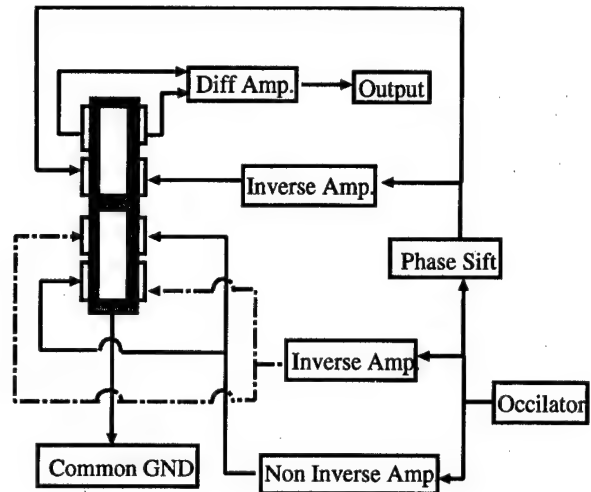 Diff Amp.
Output
Inverse Amp.
Phase Sift
Inverse Amp.
Occilator
Common GND
Non Inverse Amp.